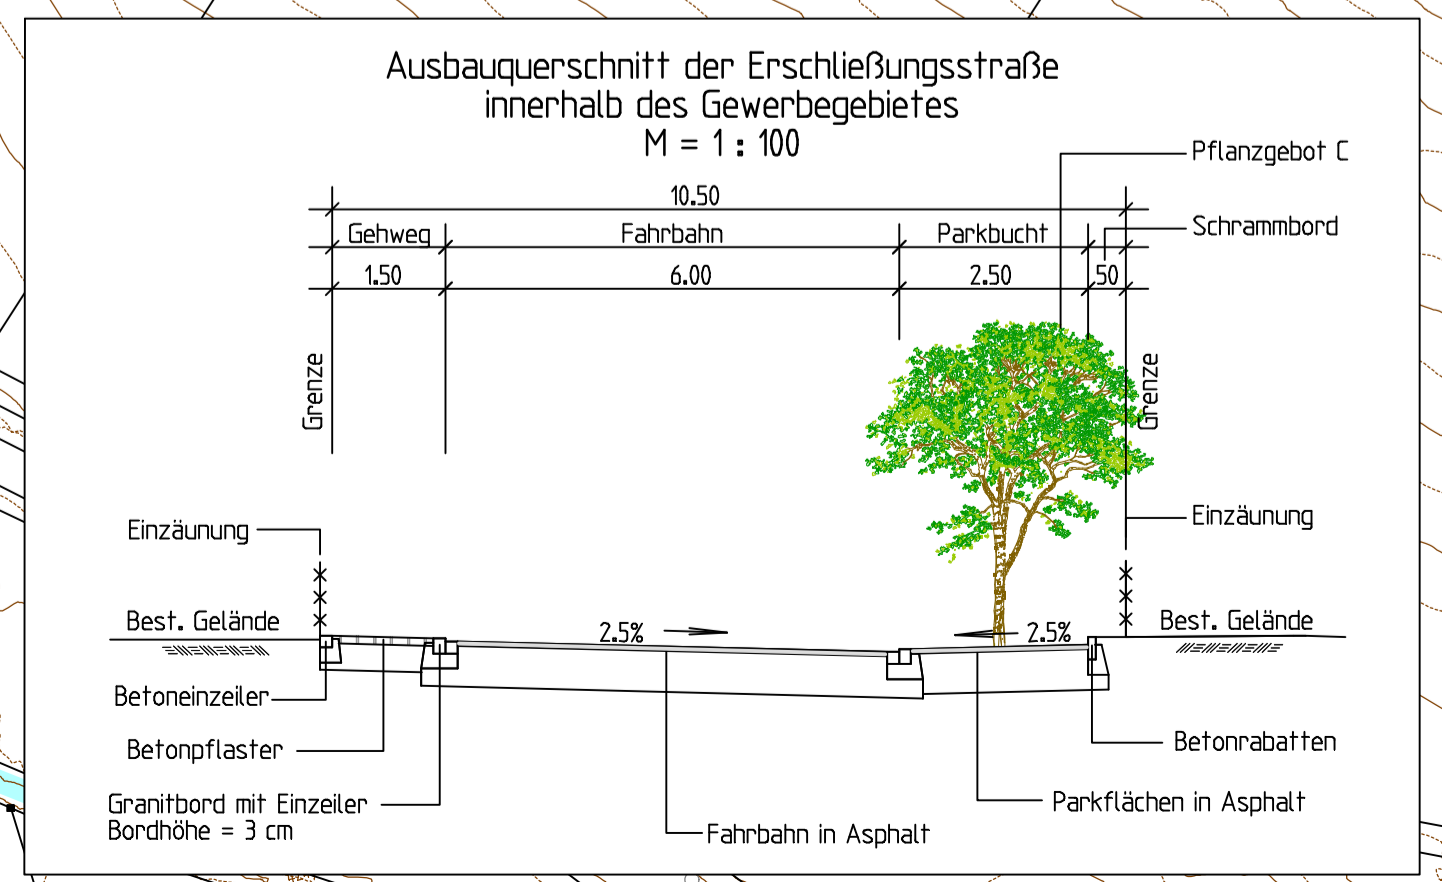 Ausbauquerschnitt der Erschließungsstraße
innerhalb des Gewerbegebietes
M = 1 : 100
Pflanzgebot C
10.50
Schrammbord
Gehweg
Fahrbahn
Parkbucht
1.50
6.00
2.50
.50
Grenze
Grenze
Einzäunung
Einzäunung
Best. Gelände
2.5%
2.5%
Best. Gelände
Betoneinzeiler
Betonpflaster
Betonrabatten
Granitbord mit Einzeiler
Bordhöhe = 3 cm
Parkflächen in Asphalt
Fahrbahn in Asphalt